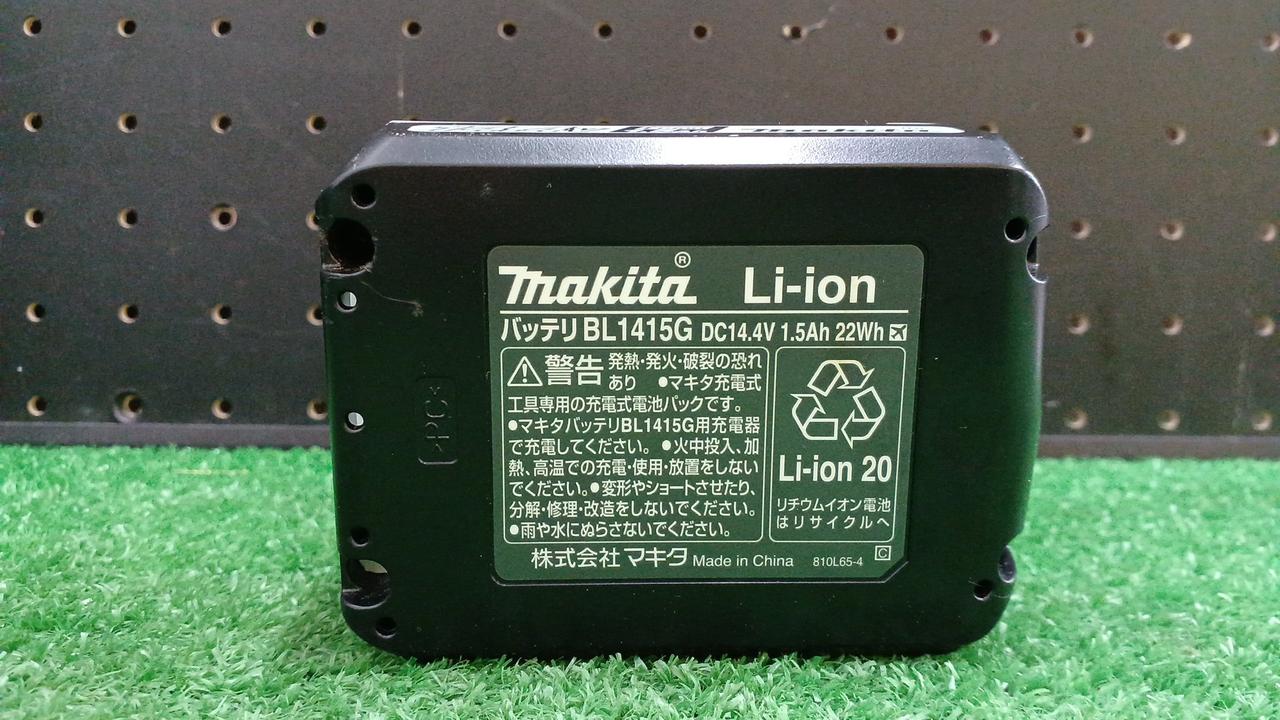 makita® Li-ion
バッテリ BL1415G DC14.4V 1.5Ah 22Wh
警告 発熱・発火・破裂の恐れ
あり ●マキタ充電式
工具専用の充電式電池パックです。
●マキタバッテリBL1415G用充電器
で充電してください。 ●火中投入、加
熱、高温での充電・使用・放置をしない
でください。●変形やショートさせたり、
分解・修理・改造をしないでください。
●雨や水にぬらさないでください。
Li-ion 20
リチウムイオン電池
はリサイクルへ
株式会社 マキタ Made in China 810L65-4 C
>PC<